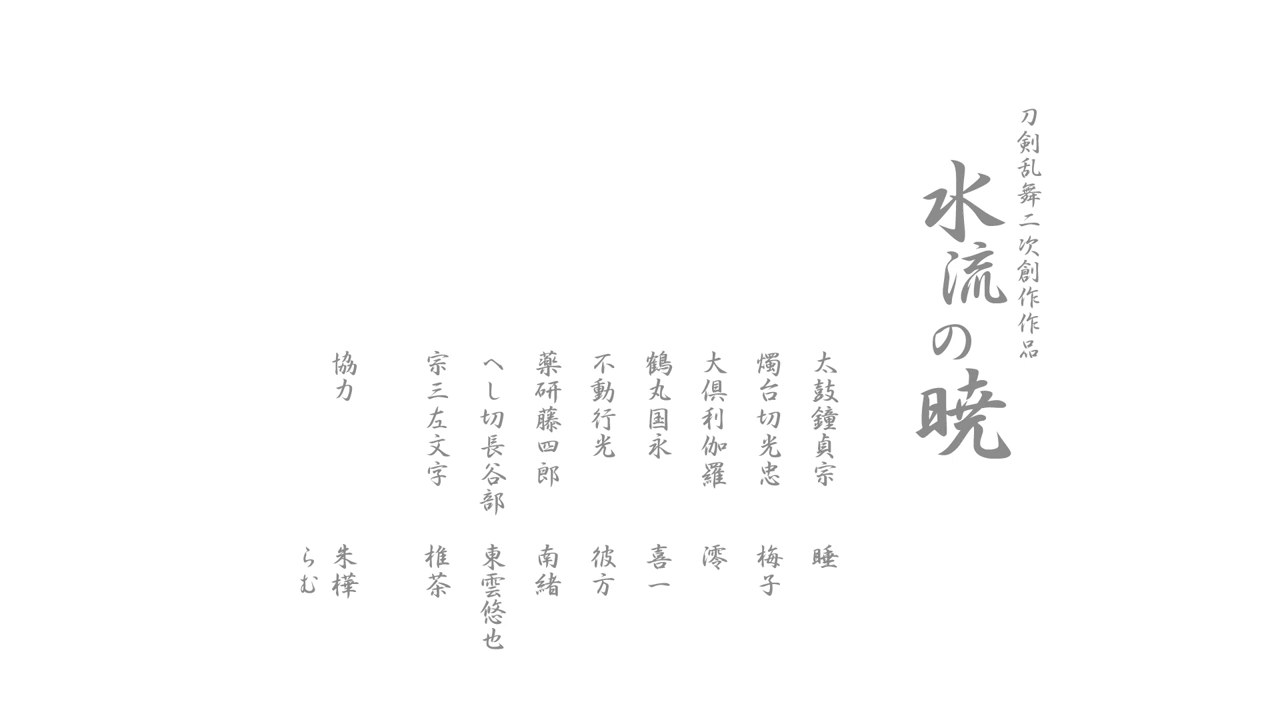 刀剣乱舞二次創作作品
水流の暁
太鼓鐘貞宗 睡
燭台切光忠 梅子
大倶利伽羅 澪
鶴丸国永 喜一
不動行光 彼方
薬研藤四郎 南緒
へし切長谷部 東雲悠也
宗三左文字 椎茶
協力 朱樺
らむ